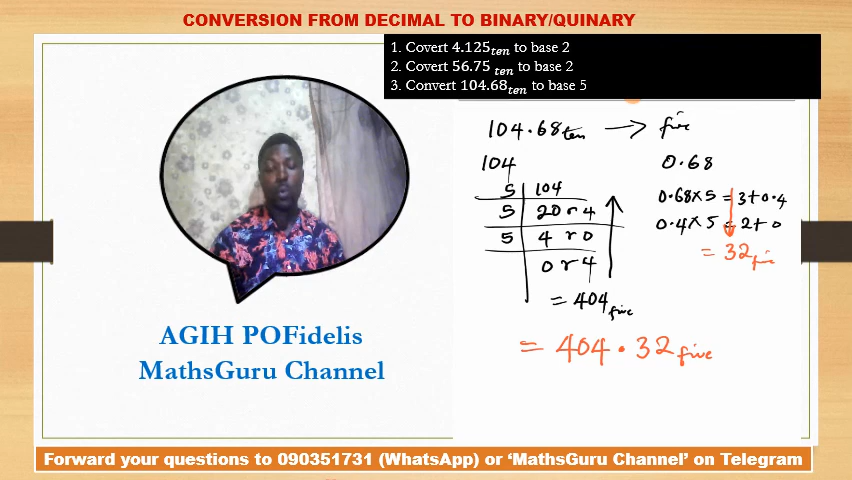 CONVERSION FROM DECIMAL TO BINARY/QUINARY
1. Covert 4.125ten to base 2
2. Covert 56.75 ten to base 2
3. Convert 104.68ten to base 5
104.68ten → five
104
0.68
5 | 104
5 | 20 r 4
5 | 4 r 0
0 r 4
= 404five
0.68×5 = 3+0.4
0.4×5 = 2+0
= 32five
= 404.32five
AGIH POFidelis
MathsGuru Channel
Forward your questions to 090351731 (WhatsApp) or ‘MathsGuru Channel’ on Telegram